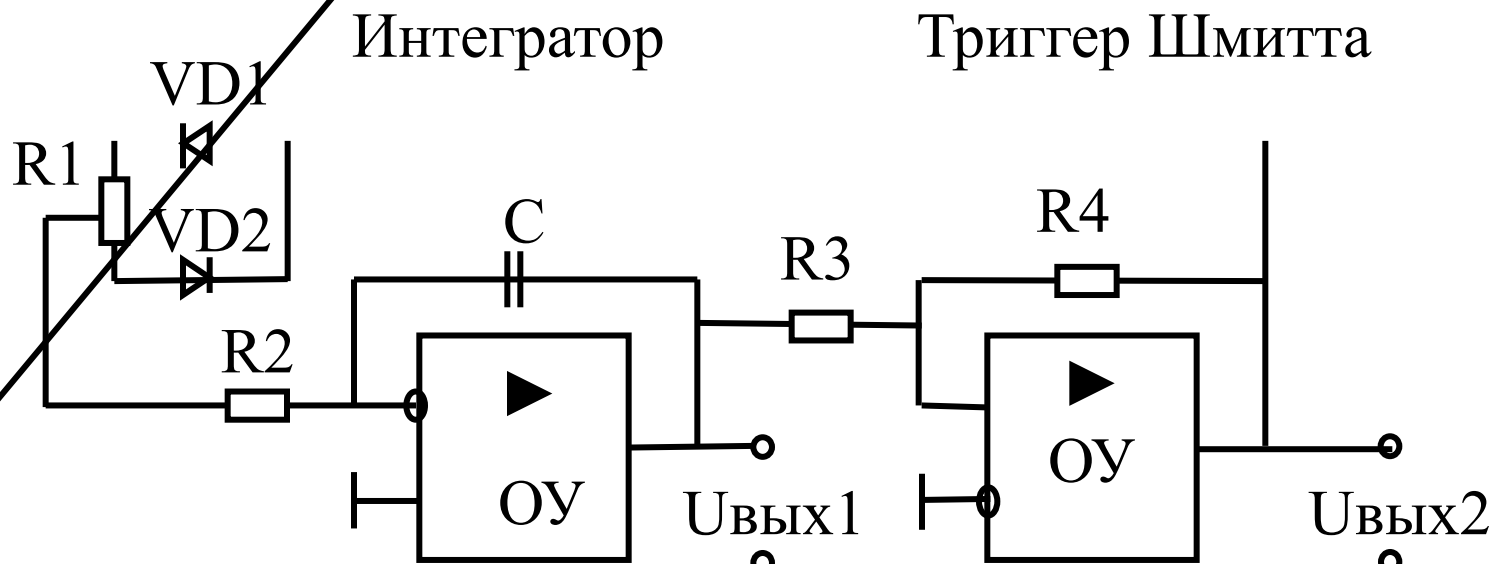 Интегратор
Триггер Шмитта
VD1
R1
VD2
C
R4
R3
R2
ОУ
ОУ
Uвых1
Uвых2